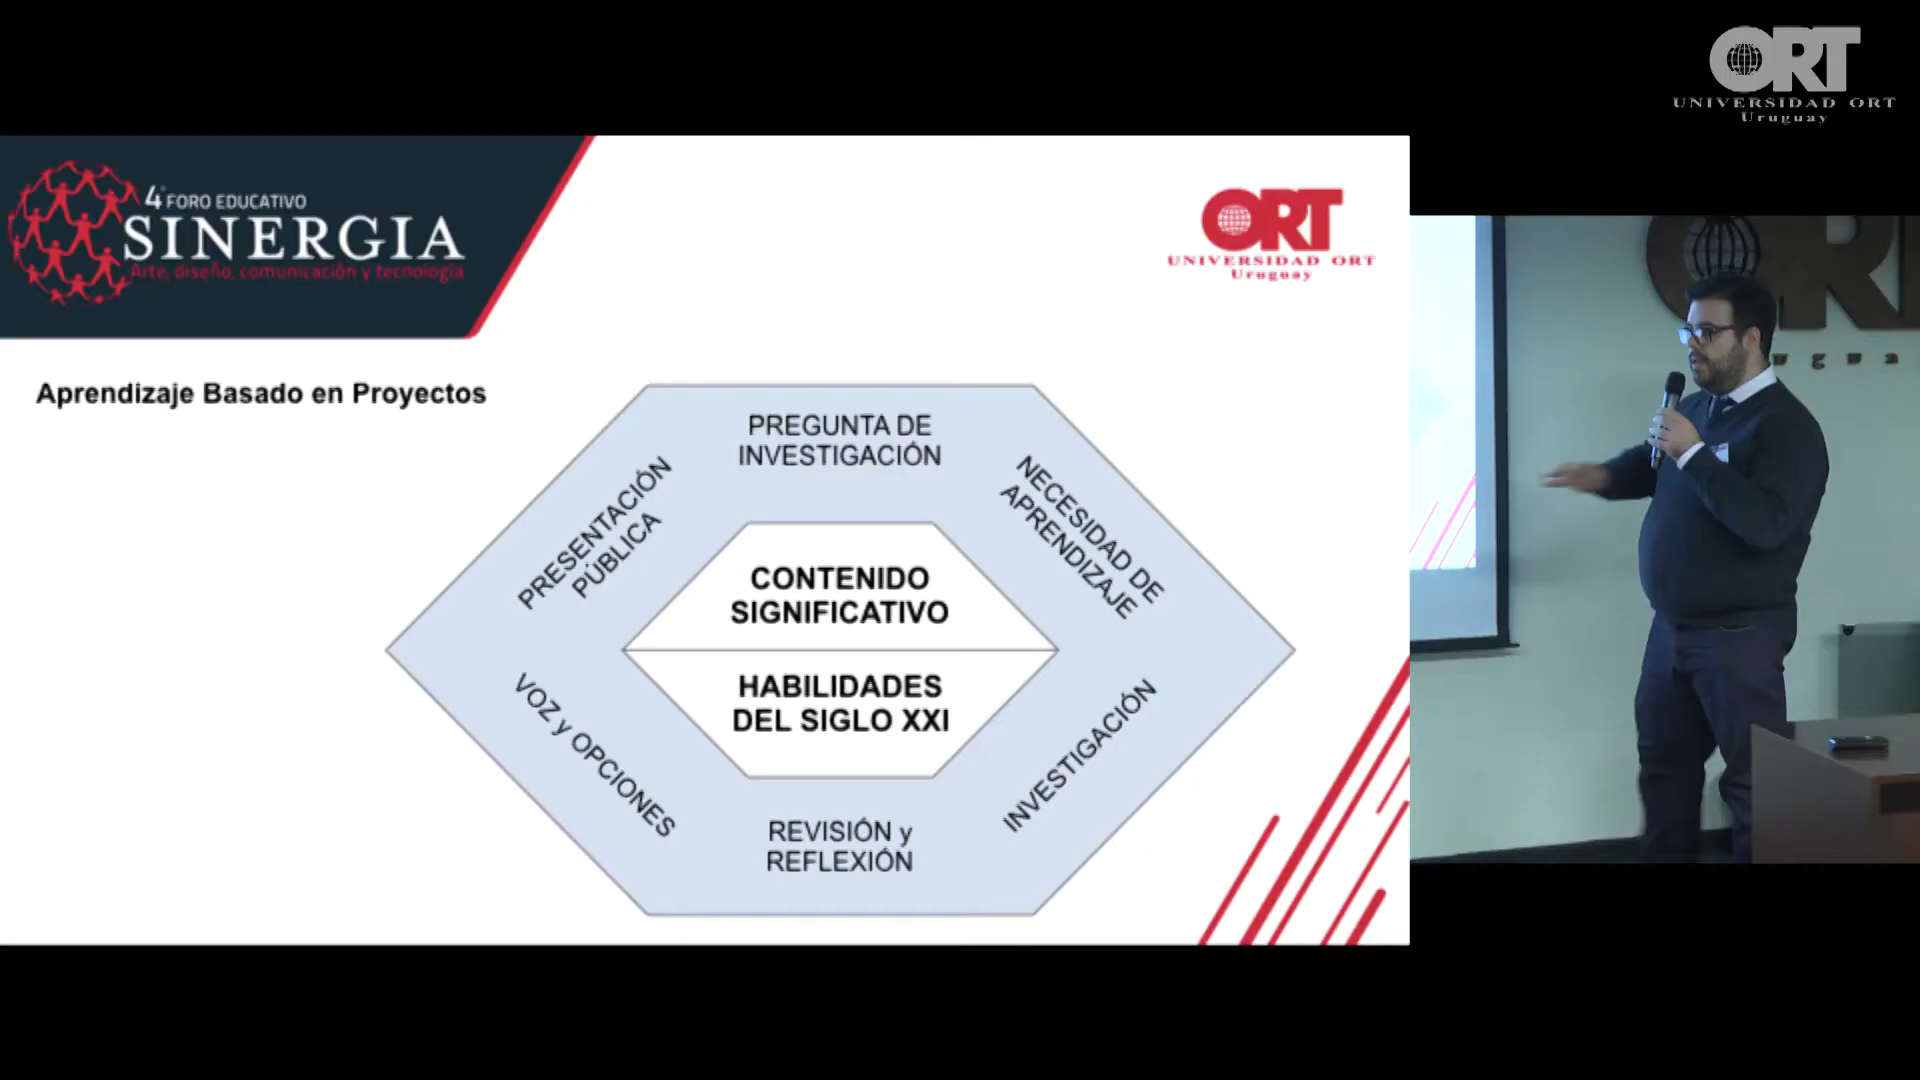 ORT
UNIVERSIDAD ORT
Uruguay
4° FORO EDUCATIVO
SINERGIA
Arte, diseño, comunicación y tecnología
ORT
UNIVERSIDAD ORT
Uruguay
Aprendizaje Basado en Proyectos
PREGUNTA DE
INVESTIGACIÓN
NECESIDAD DE
APRENDIZAJE
INVESTIGACIÓN
REVISIÓN y
REFLEXIÓN
VOZ y OPCIONES
PRESENTACIÓN
PÚBLICA
CONTENIDO
SIGNIFICATIVO
HABILIDADES
DEL SIGLO XXI